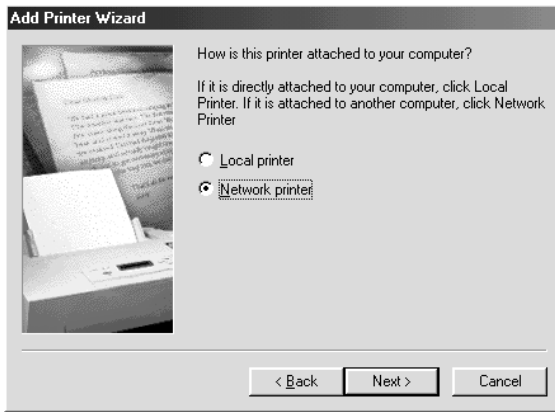 Add Printer Wizard
How is this printer attached to your computer?
If it is directly attached to your computer, click Local
Printer. If it is attached to another computer, click Network
Printer
Local printer
Network printer
< Back
Next >
Cancel